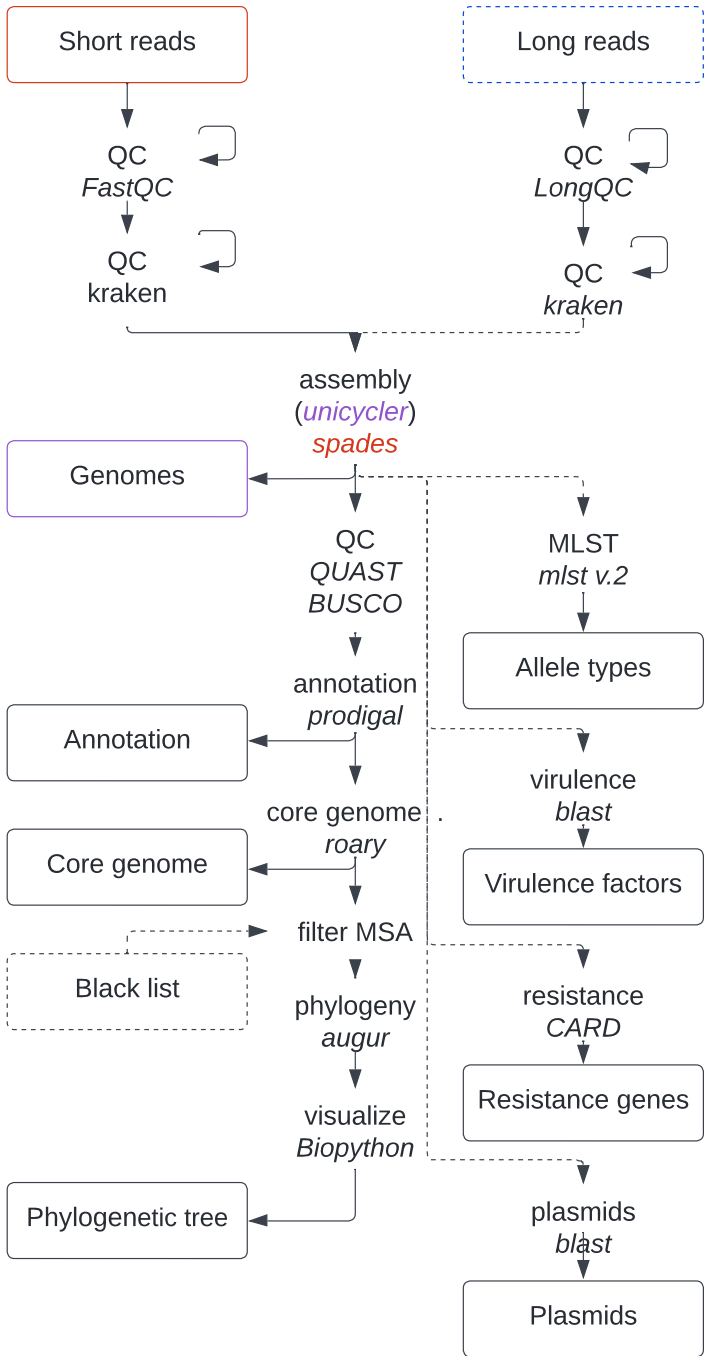 Short reads
Long reads
QC
FastQC
QC
LongQC
QC
kraken
QC
kraken
assembly
(unicycler)
spades
Genomes
QC
QUAST
BUSCO
MLST
mlst v.2
Allele types
annotation
prodigal
Annotation
virulence
blast
core genome .
roary
Core genome
Virulence factors
filter MSA
Black list
resistance
CARD
phylogeny
augur
Resistance genes
visualize
Biopython
Phylogenetic tree
plasmids
blast
Plasmids